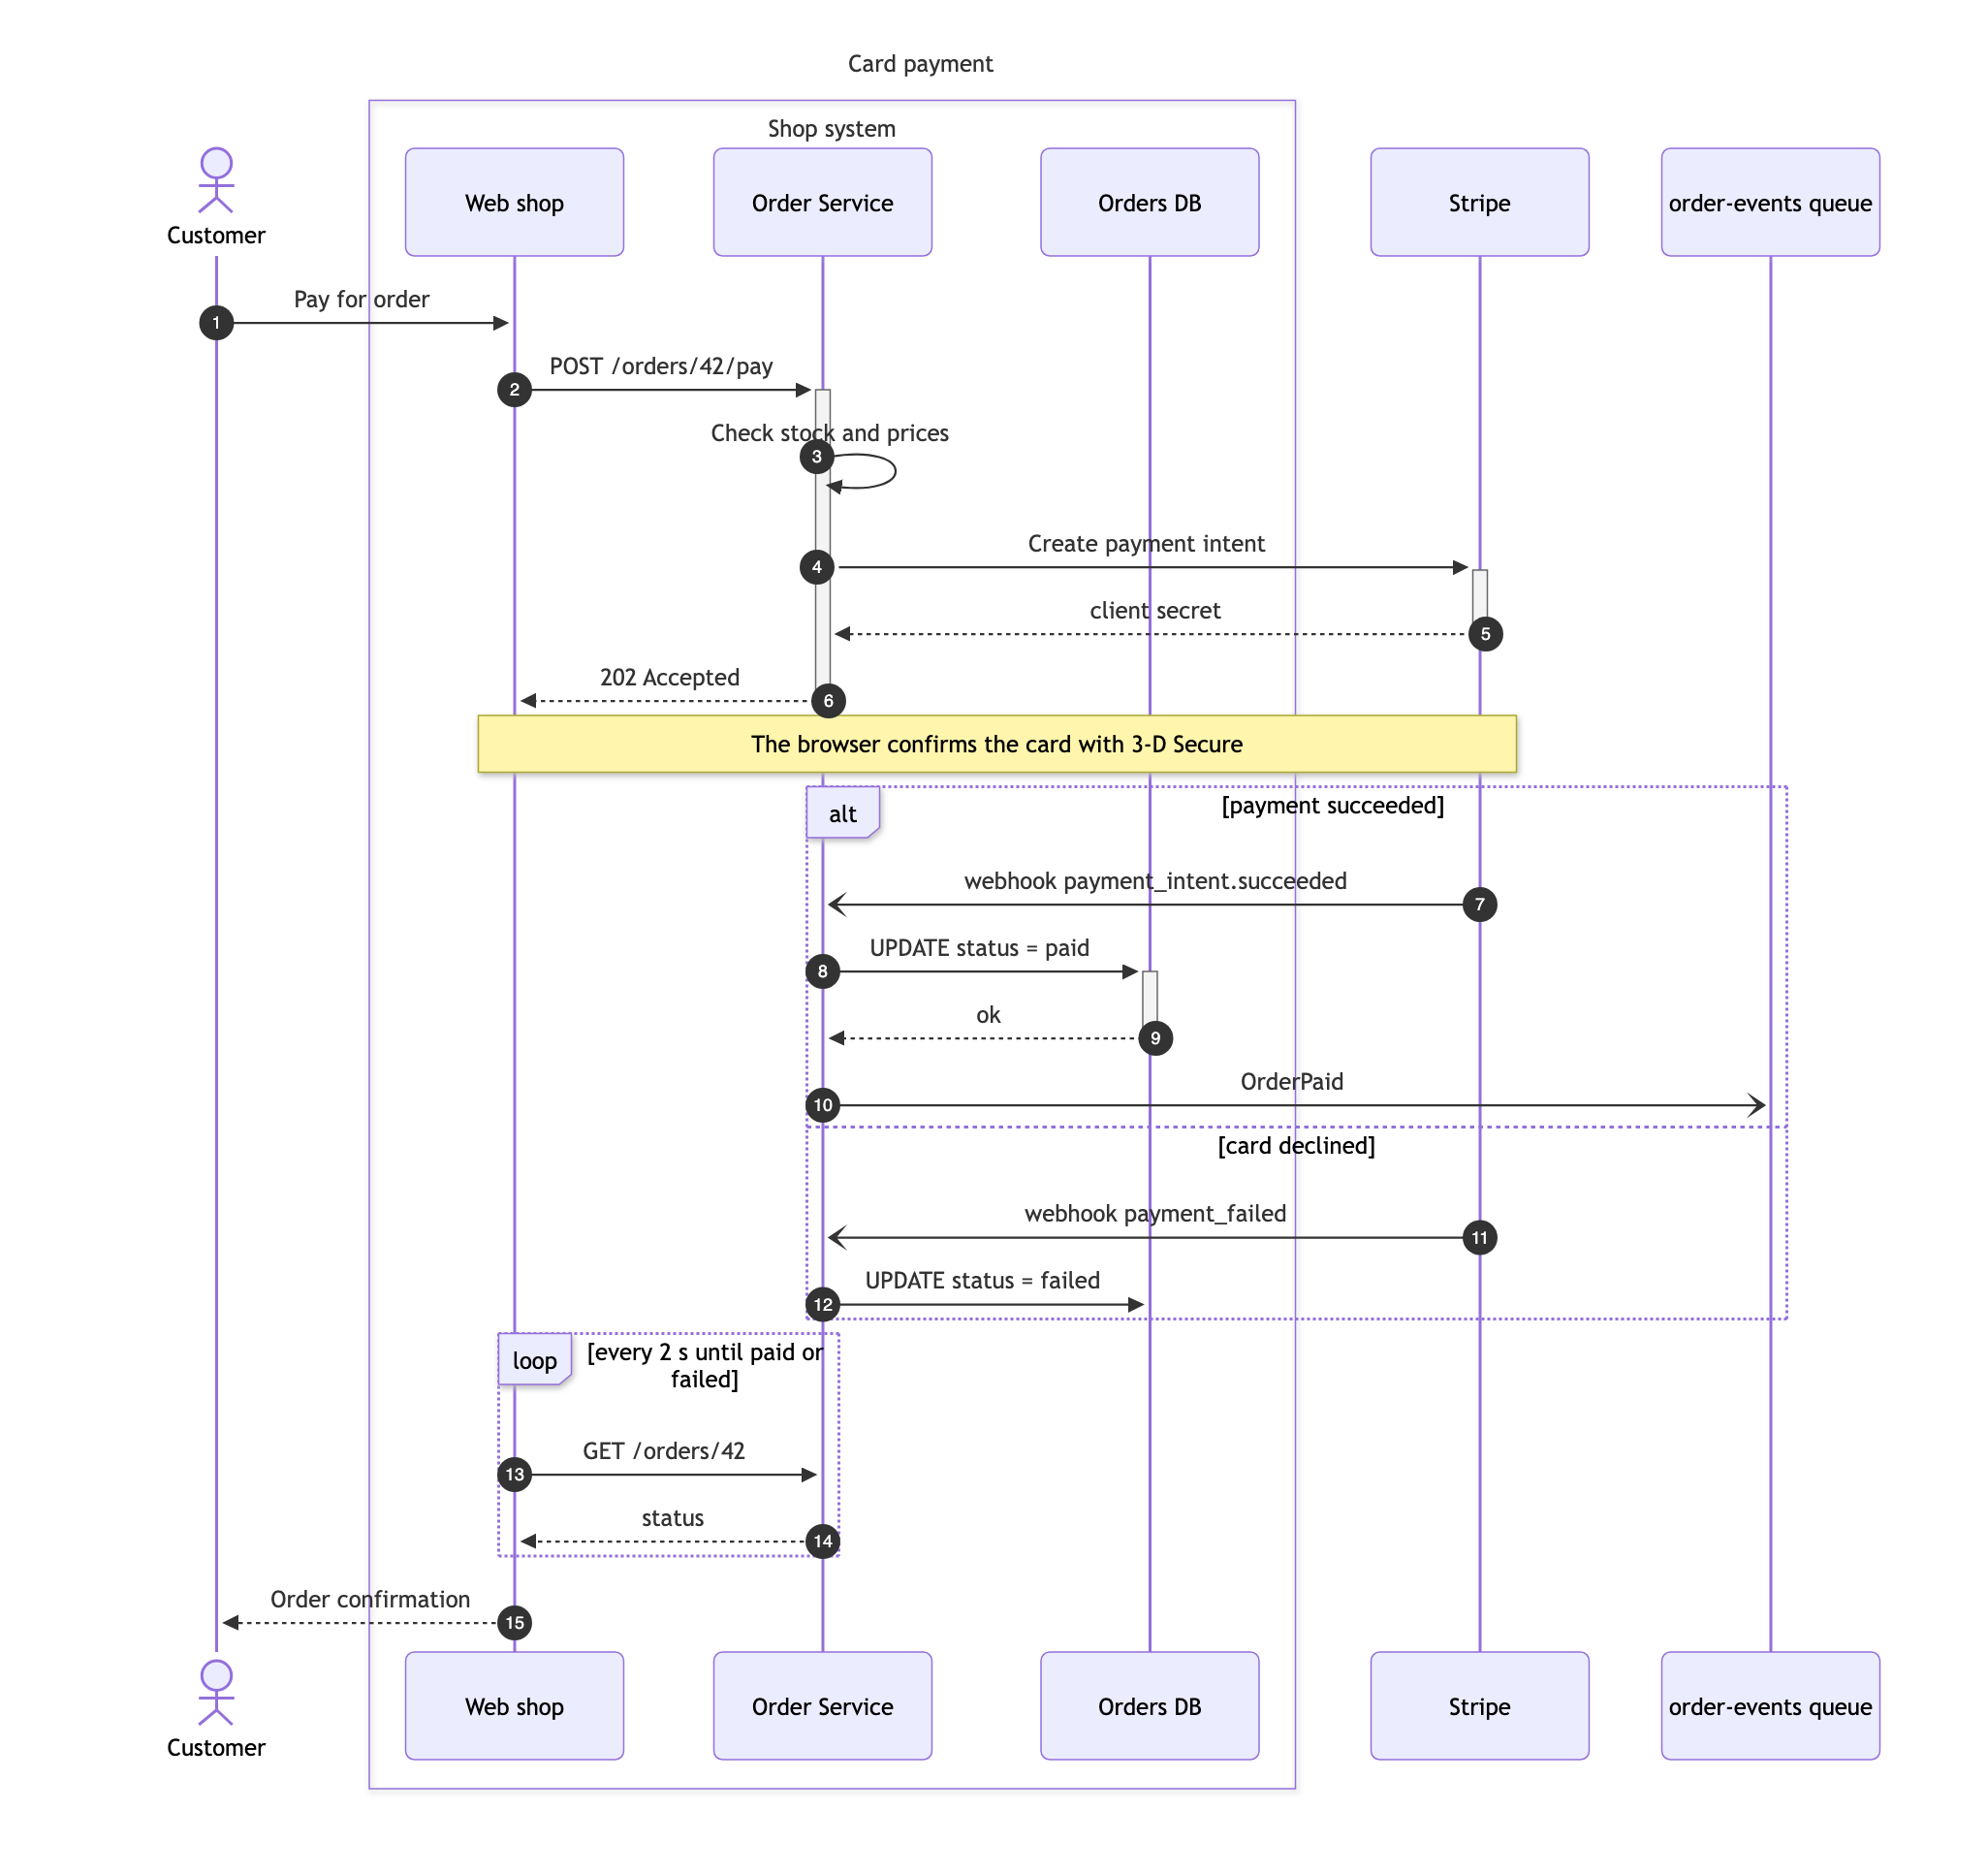 Card payment
Shop system
Customer
Web shop
Order Service
Orders DB
Stripe
order-events queue
Pay for order
1
POST /orders/42/pay
2
Check stock and prices
3
Create payment intent
4
client secret
5
202 Accepted
6
The browser confirms the card with 3-D Secure
alt
[payment succeeded]
webhook payment_intent.succeeded
7
UPDATE status = paid
8
ok
9
OrderPaid
10
[card declined]
webhook payment_failed
11
UPDATE status = failed
12
loop
[every 2 s until paid or
failed]
GET /orders/42
13
status
14
Order confirmation
15
Customer
Web shop
Order Service
Orders DB
Stripe
order-events queue